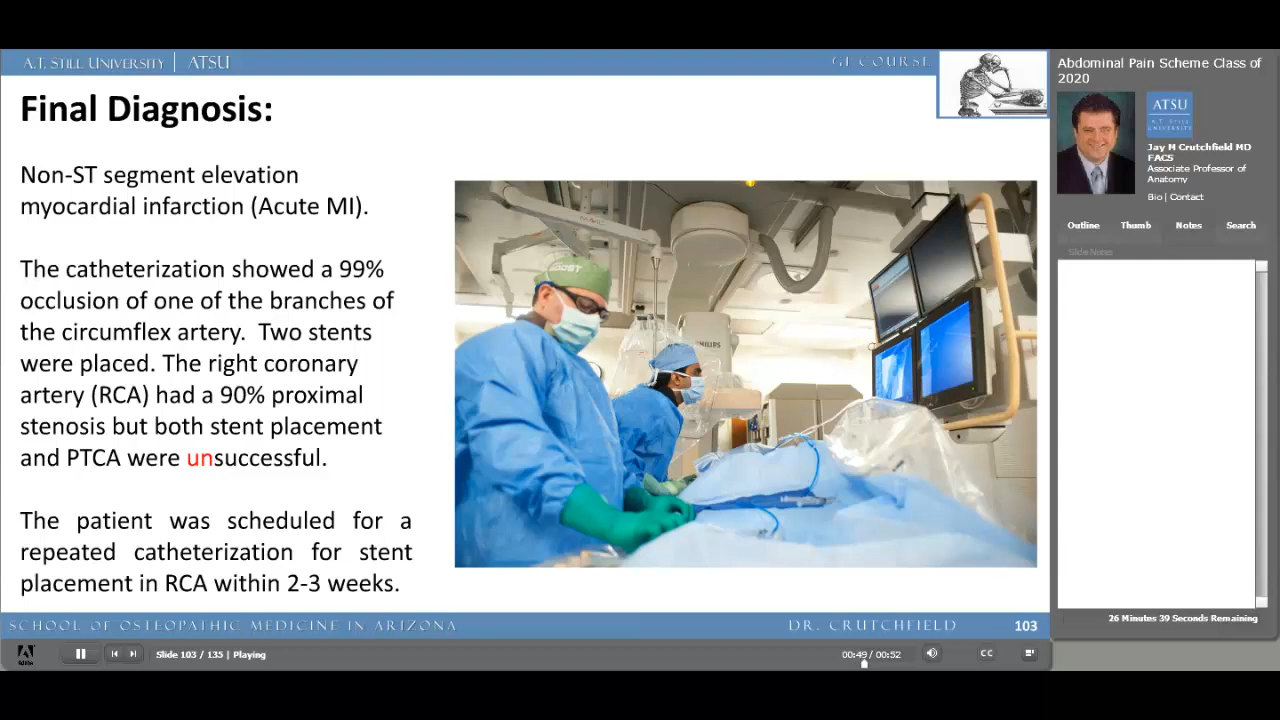 A.T. STILL UNIVERSITY | ATSU
GI COURSE
Final Diagnosis:
Non-ST segment elevation
myocardial infarction (Acute MI).
The catheterization showed a 99%
occlusion of one of the branches of
the circumflex artery. Two stents
were placed. The right coronary
artery (RCA) had a 90% proximal
stenosis but both stent placement
and PTCA were unsuccessful.
The patient was scheduled for a
repeated catheterization for stent
placement in RCA within 2-3 weeks.
PHILIPS
SCHOOL OF OSTEOPATHIC MEDICINE IN ARIZONA
DR. CRUTCHFIELD
103
Slide 103 / 135 | Playing
00:49 / 00:52
CC
Abdominal Pain Scheme Class of
2020
ATSU
A.T. STILL
UNIVERSITY
Jay M Crutchfield MD
FACS
Associate Professor of
Anatomy
Bio | Contact
Outline Thumb Notes Search
Slide Notes
26 Minutes 39 Seconds Remaining